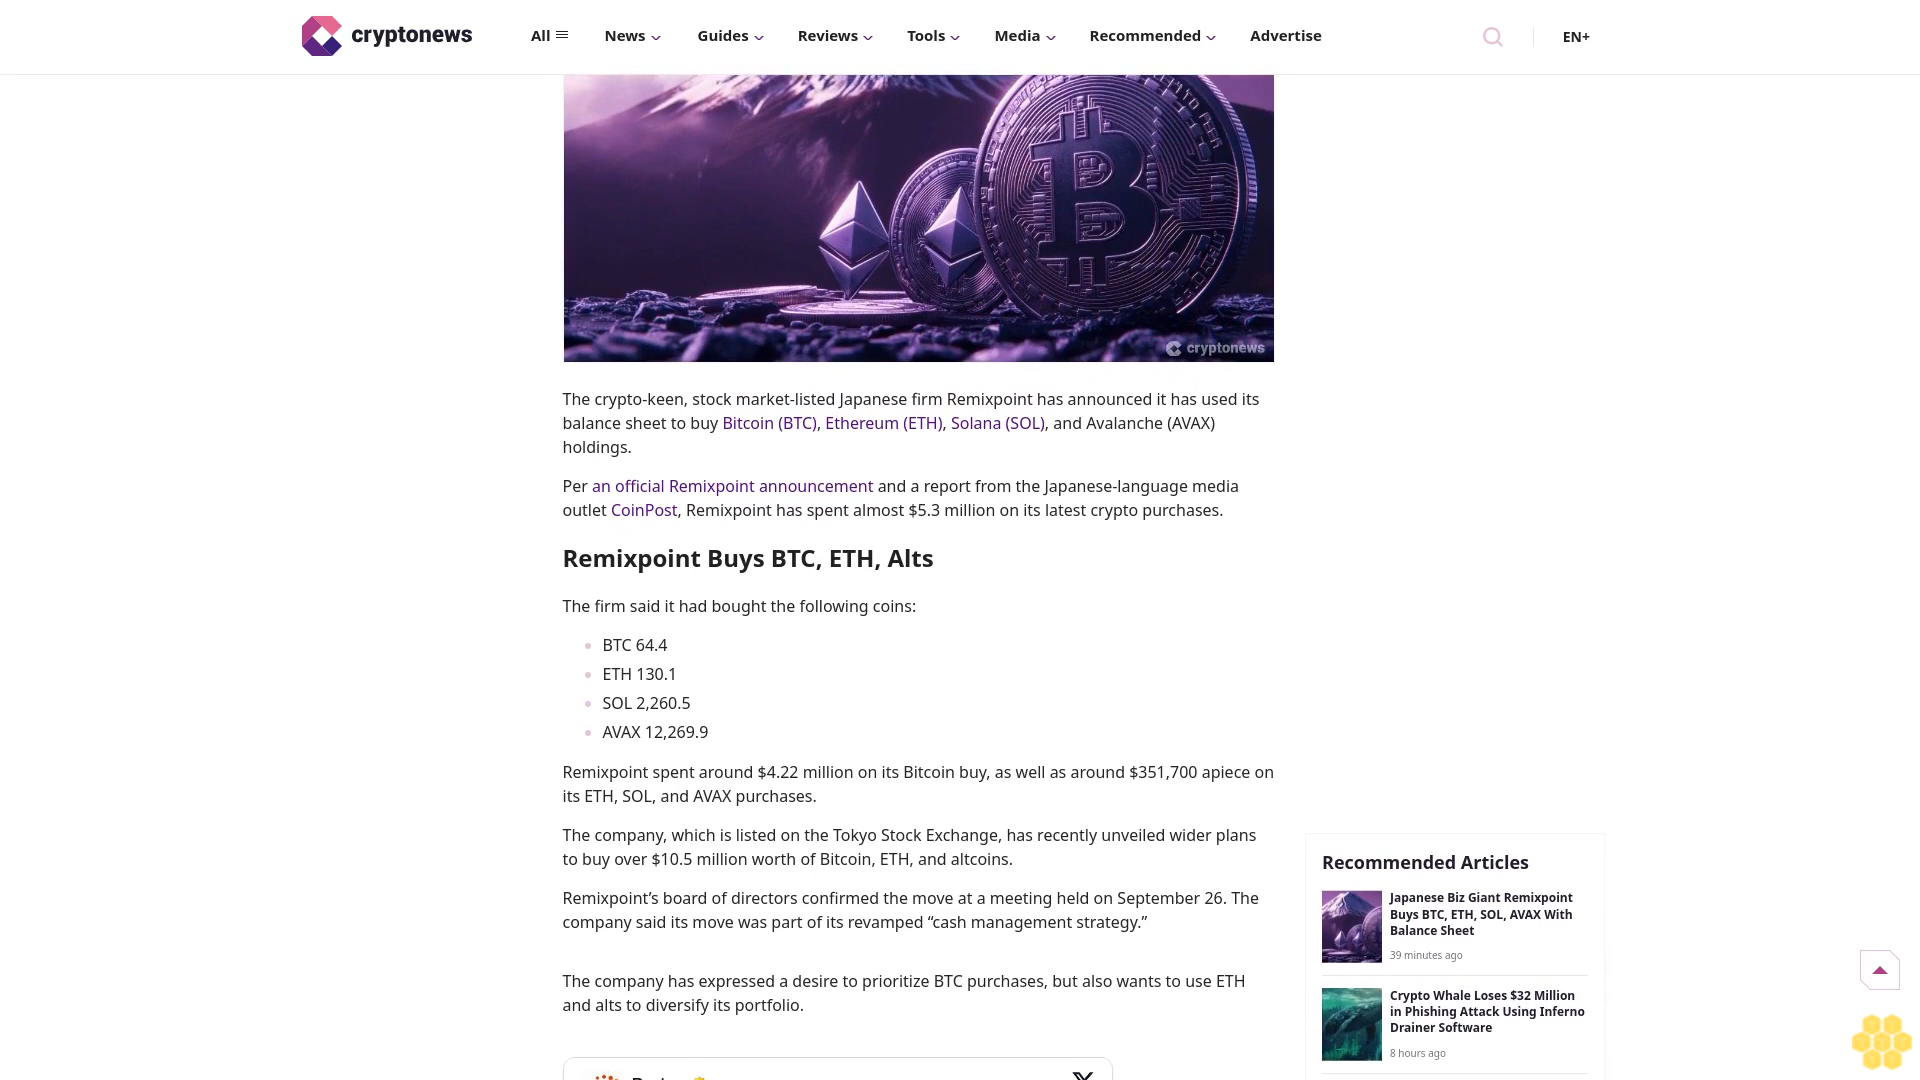 cryptonews
All
News
Guides
Reviews
Tools
Media
Recommended
Advertise
EN+
cryptonews
The crypto-keen, stock market-listed Japanese firm Remixpoint has announced it has used its
balance sheet to buy Bitcoin (BTC), Ethereum (ETH), Solana (SOL), and Avalanche (AVAX)
holdings.
Per an official Remixpoint announcement and a report from the Japanese-language media
outlet CoinPost, Remixpoint has spent almost $5.3 million on its latest crypto purchases.
Remixpoint Buys BTC, ETH, Alts
The firm said it had bought the following coins:
BTC 64.4
ETH 130.1
SOL 2,260.5
AVAX 12,269.9
Remixpoint spent around $4.22 million on its Bitcoin buy, as well as around $351,700 apiece on
its ETH, SOL, and AVAX purchases.
The company, which is listed on the Tokyo Stock Exchange, has recently unveiled wider plans
to buy over $10.5 million worth of Bitcoin, ETH, and altcoins.
Remixpoint’s board of directors confirmed the move at a meeting held on September 26. The
company said its move was part of its revamped “cash management strategy.”
The company has expressed a desire to prioritize BTC purchases, but also wants to use ETH
and alts to diversify its portfolio.
Recommended Articles
Japanese Biz Giant Remixpoint
Buys BTC, ETH, SOL, AVAX With
Balance Sheet
39 minutes ago
Crypto Whale Loses $32 Million
in Phishing Attack Using Inferno
Drainer Software
8 hours ago